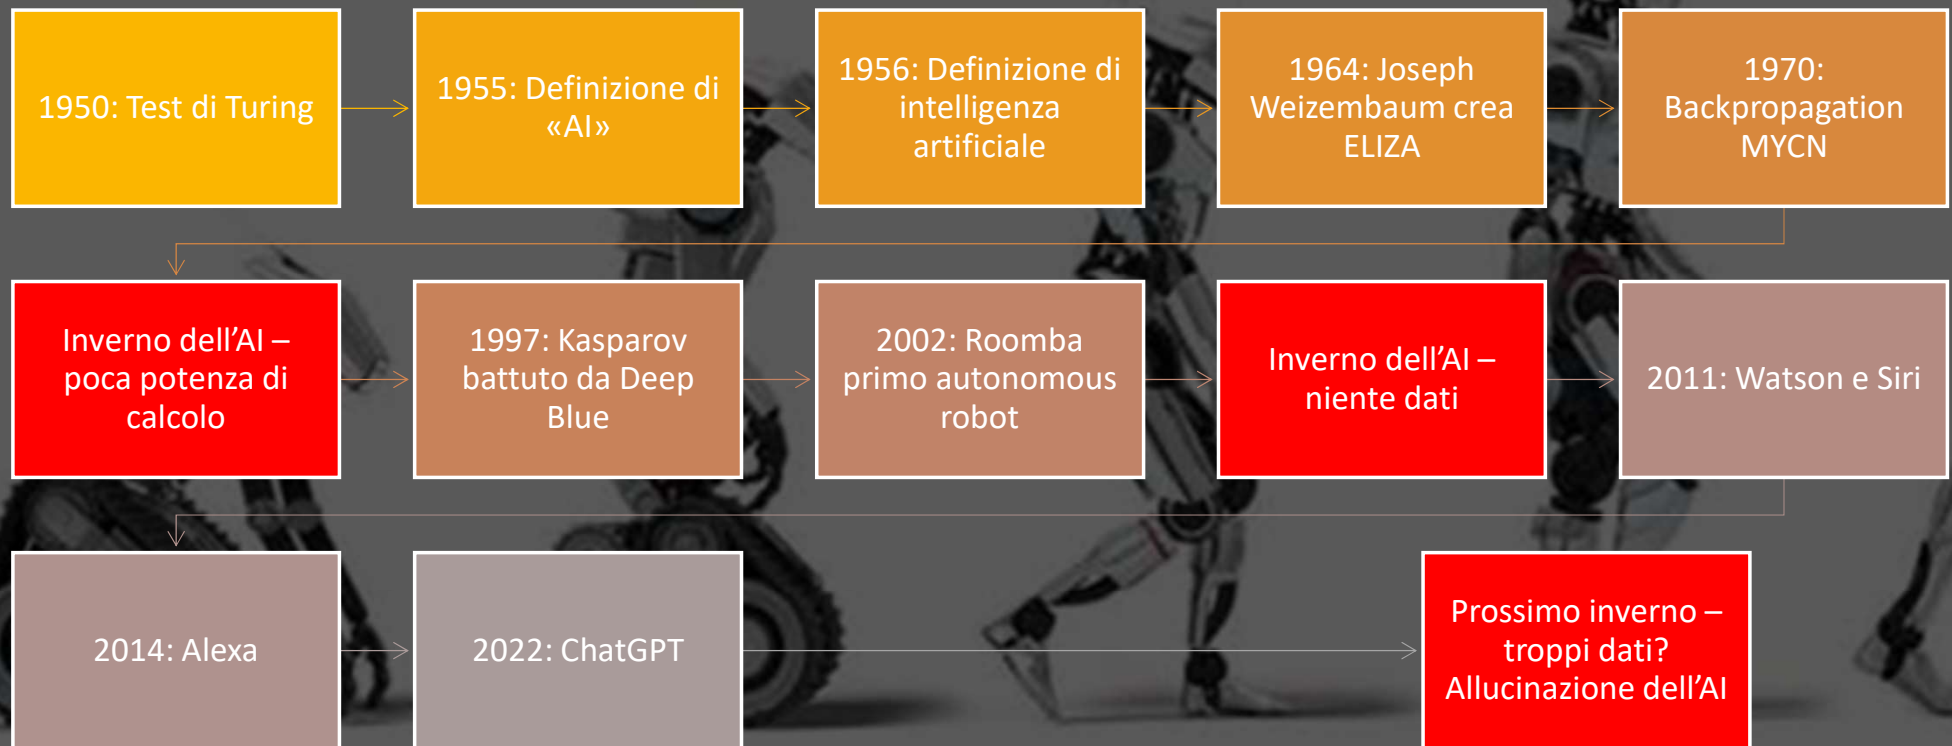 1950: Test di Turing
1955: Definizione di
«AI»
1956: Definizione di
intelligenza
artificiale
1964: Joseph
Weizembaum crea
ELIZA
1970:
Backpropagation
MYCN
Inverno dell’AI –
poca potenza di
calcolo
1997: Kasparov
battuto da Deep
Blue
2002: Roomba
primo autonomous
robot
Inverno dell’AI –
niente dati
2011: Watson e Siri
2014: Alexa
2022: ChatGPT
Prossimo inverno –
troppi dati?
Allucinazione dell’AI